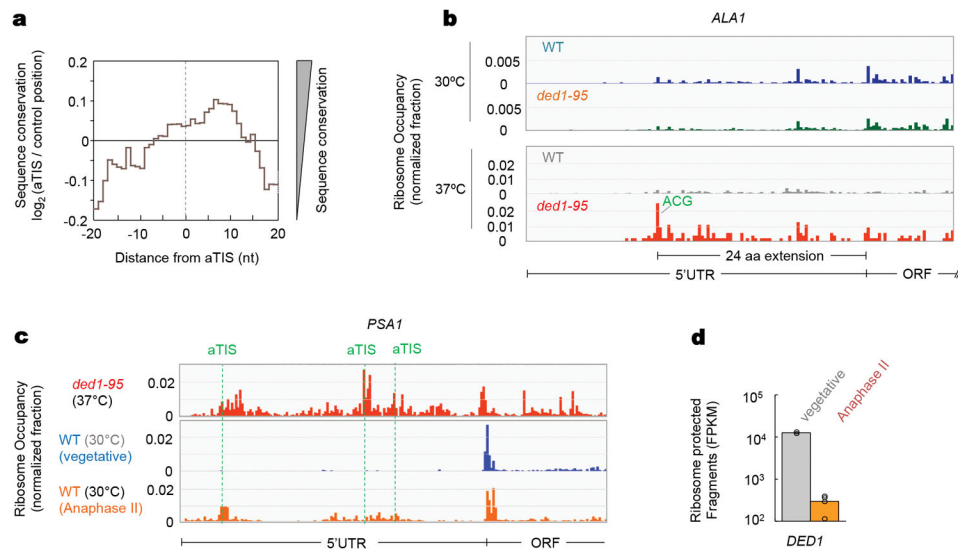 a
Sequence conservation
log₂ (aTIS / control position)
0.2
0.1
0
-0.1
-0.2
-20
-10
0
10
20
Distance from aTIS (nt)
Sequence conservation
b
ALA1
Ribosome Occupancy
(normalized fraction)
30ºC
WT
0.005
0
ded1-95
0.005
0
37ºC
WT
0.02
0.01
0
ded1-95
ACG
0.02
0.01
0
24 aa extension
5'UTR
ORF
c
PSA1
aTIS
aTIS
aTIS
Ribosome Occupancy
(normalized fraction)
ded1-95
(37°C)
0.02
0
WT (30°C)
(vegetative)
0.02
0
WT (30°C)
(Anaphase II)
0.02
0
5'UTR
ORF
d
Ribosome protected
Fragments (FPKM)
vegetative
Anaphase II
10⁵
10⁴
10³
10²
DED1